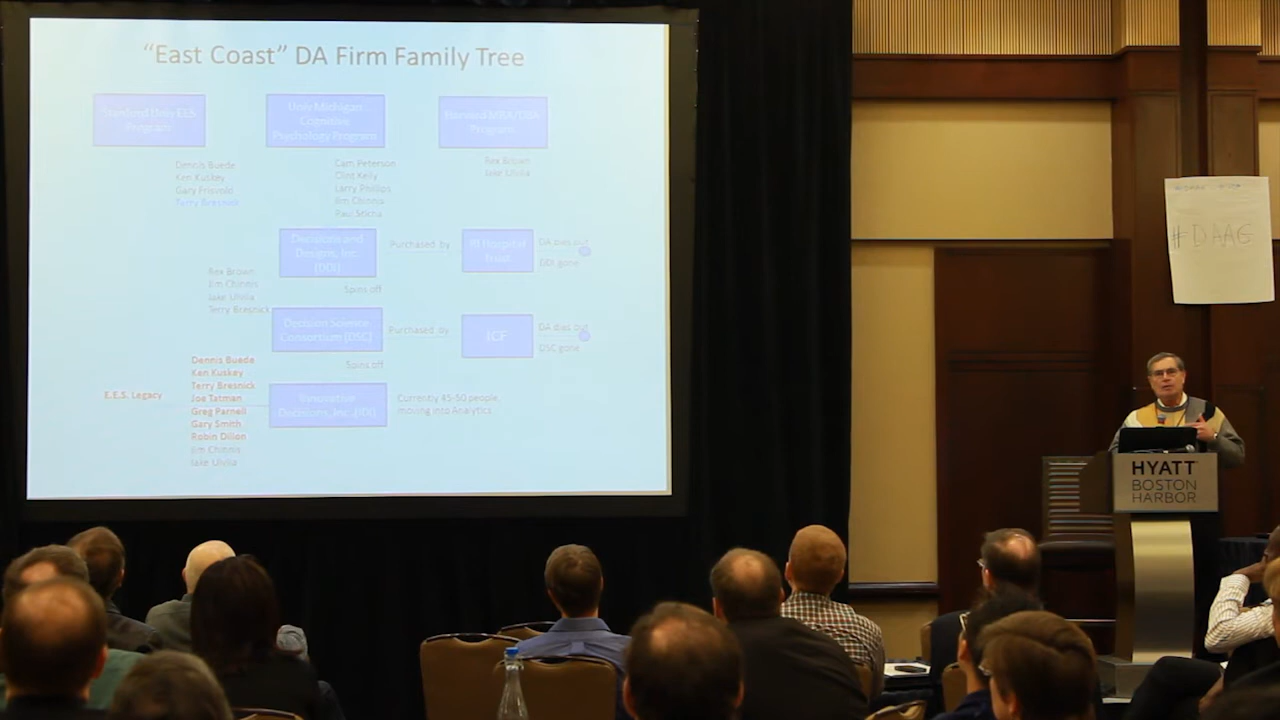 “East Coast” DA Firm Family Tree
Stanford Univ EES
Program
Univ Michigan
Cognitive
Psychology Program
Harvard MBA/DBA
Program
Dennis Buede
Ken Kuskey
Gary Frisvold
Terry Bresnick
Cam Peterson
Clint Kelly
Larry Phillips
Jim Chinnis
Paul Sticha
Rex Brown
Jake Ulvila
Decisions and
Designs, Inc.
(DDI)
Purchased by
RI Hospital
Trust
DA dies out
DDI gone
Spins off
Rex Brown
Jim Chinnis
Jake Ulvila
Terry Bresnick
Decision Science
Consortium (DSC)
Purchased by
ICF
DA dies out
DSC gone
Spins off
E.E.S. Legacy
Dennis Buede
Ken Kuskey
Terry Bresnick
Joe Tatman
Greg Parnell
Gary Smith
Robin Dillon
Jim Chinnis
Jake Ulvila
Innovative
Decisions, Inc. (IDI)
Currently 45-50 people,
moving into Analytics
#DAAG
HYATT
BOSTON
HARBOR